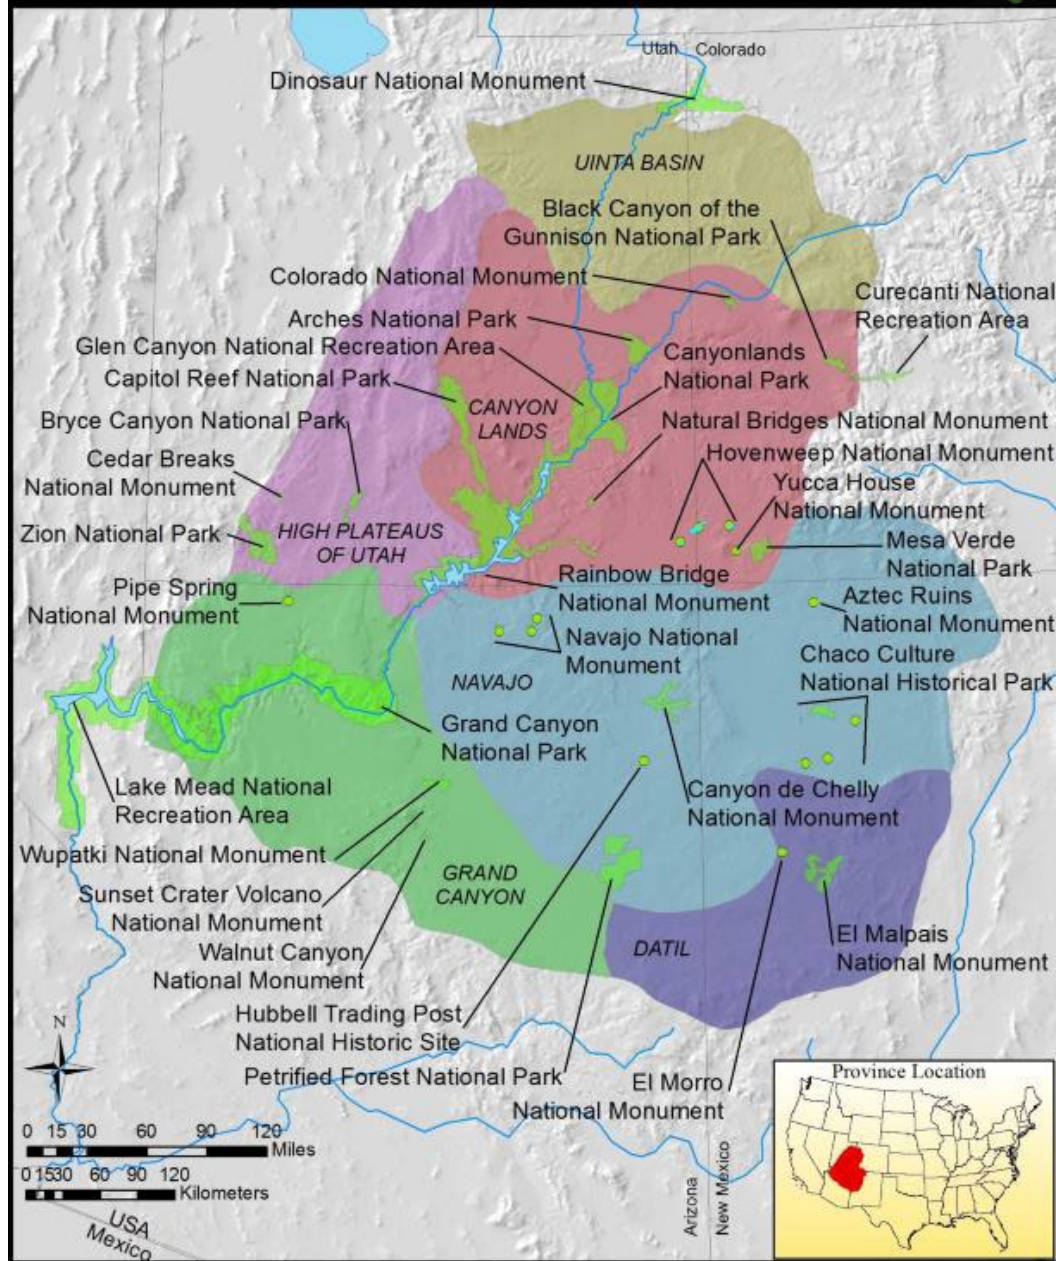 Utah Colorado
Dinosaur National Monument
UINTA BASIN
Black Canyon of the
Gunnison National Park
Colorado National Monument
Curecanti National
Recreation Area
Arches National Park
Glen Canyon National Recreation Area
Canyonlands
National Park
Capitol Reef National Park
CANYON
LANDS
Bryce Canyon National Park
Natural Bridges National Monument
Hovenweep National Monument
Cedar Breaks
National Monument
Yucca House
National Monument
Zion National Park
HIGH PLATEAUS
OF UTAH
Mesa Verde
National Park
Rainbow Bridge
National Monument
Pipe Spring
National Monument
Aztec Ruins
National Monument
Navajo National
Monument
Chaco Culture
National Historical Park
NAVAJO
Grand Canyon
National Park
Lake Mead National
Recreation Area
Canyon de Chelly
National Monument
Wupatki National Monument
GRAND
CANYON
Sunset Crater Volcano
National Monument
Walnut Canyon
National Monument
DATIL
El Malpais
National Monument
Hubbell Trading Post
National Historic Site
Petrified Forest National Park
El Morro
National Monument
N
0 15 30 60 90 120
Miles
0 15 30 60 90 120
Kilometers
USA
Mexico
Arizona
New Mexico
Province Location